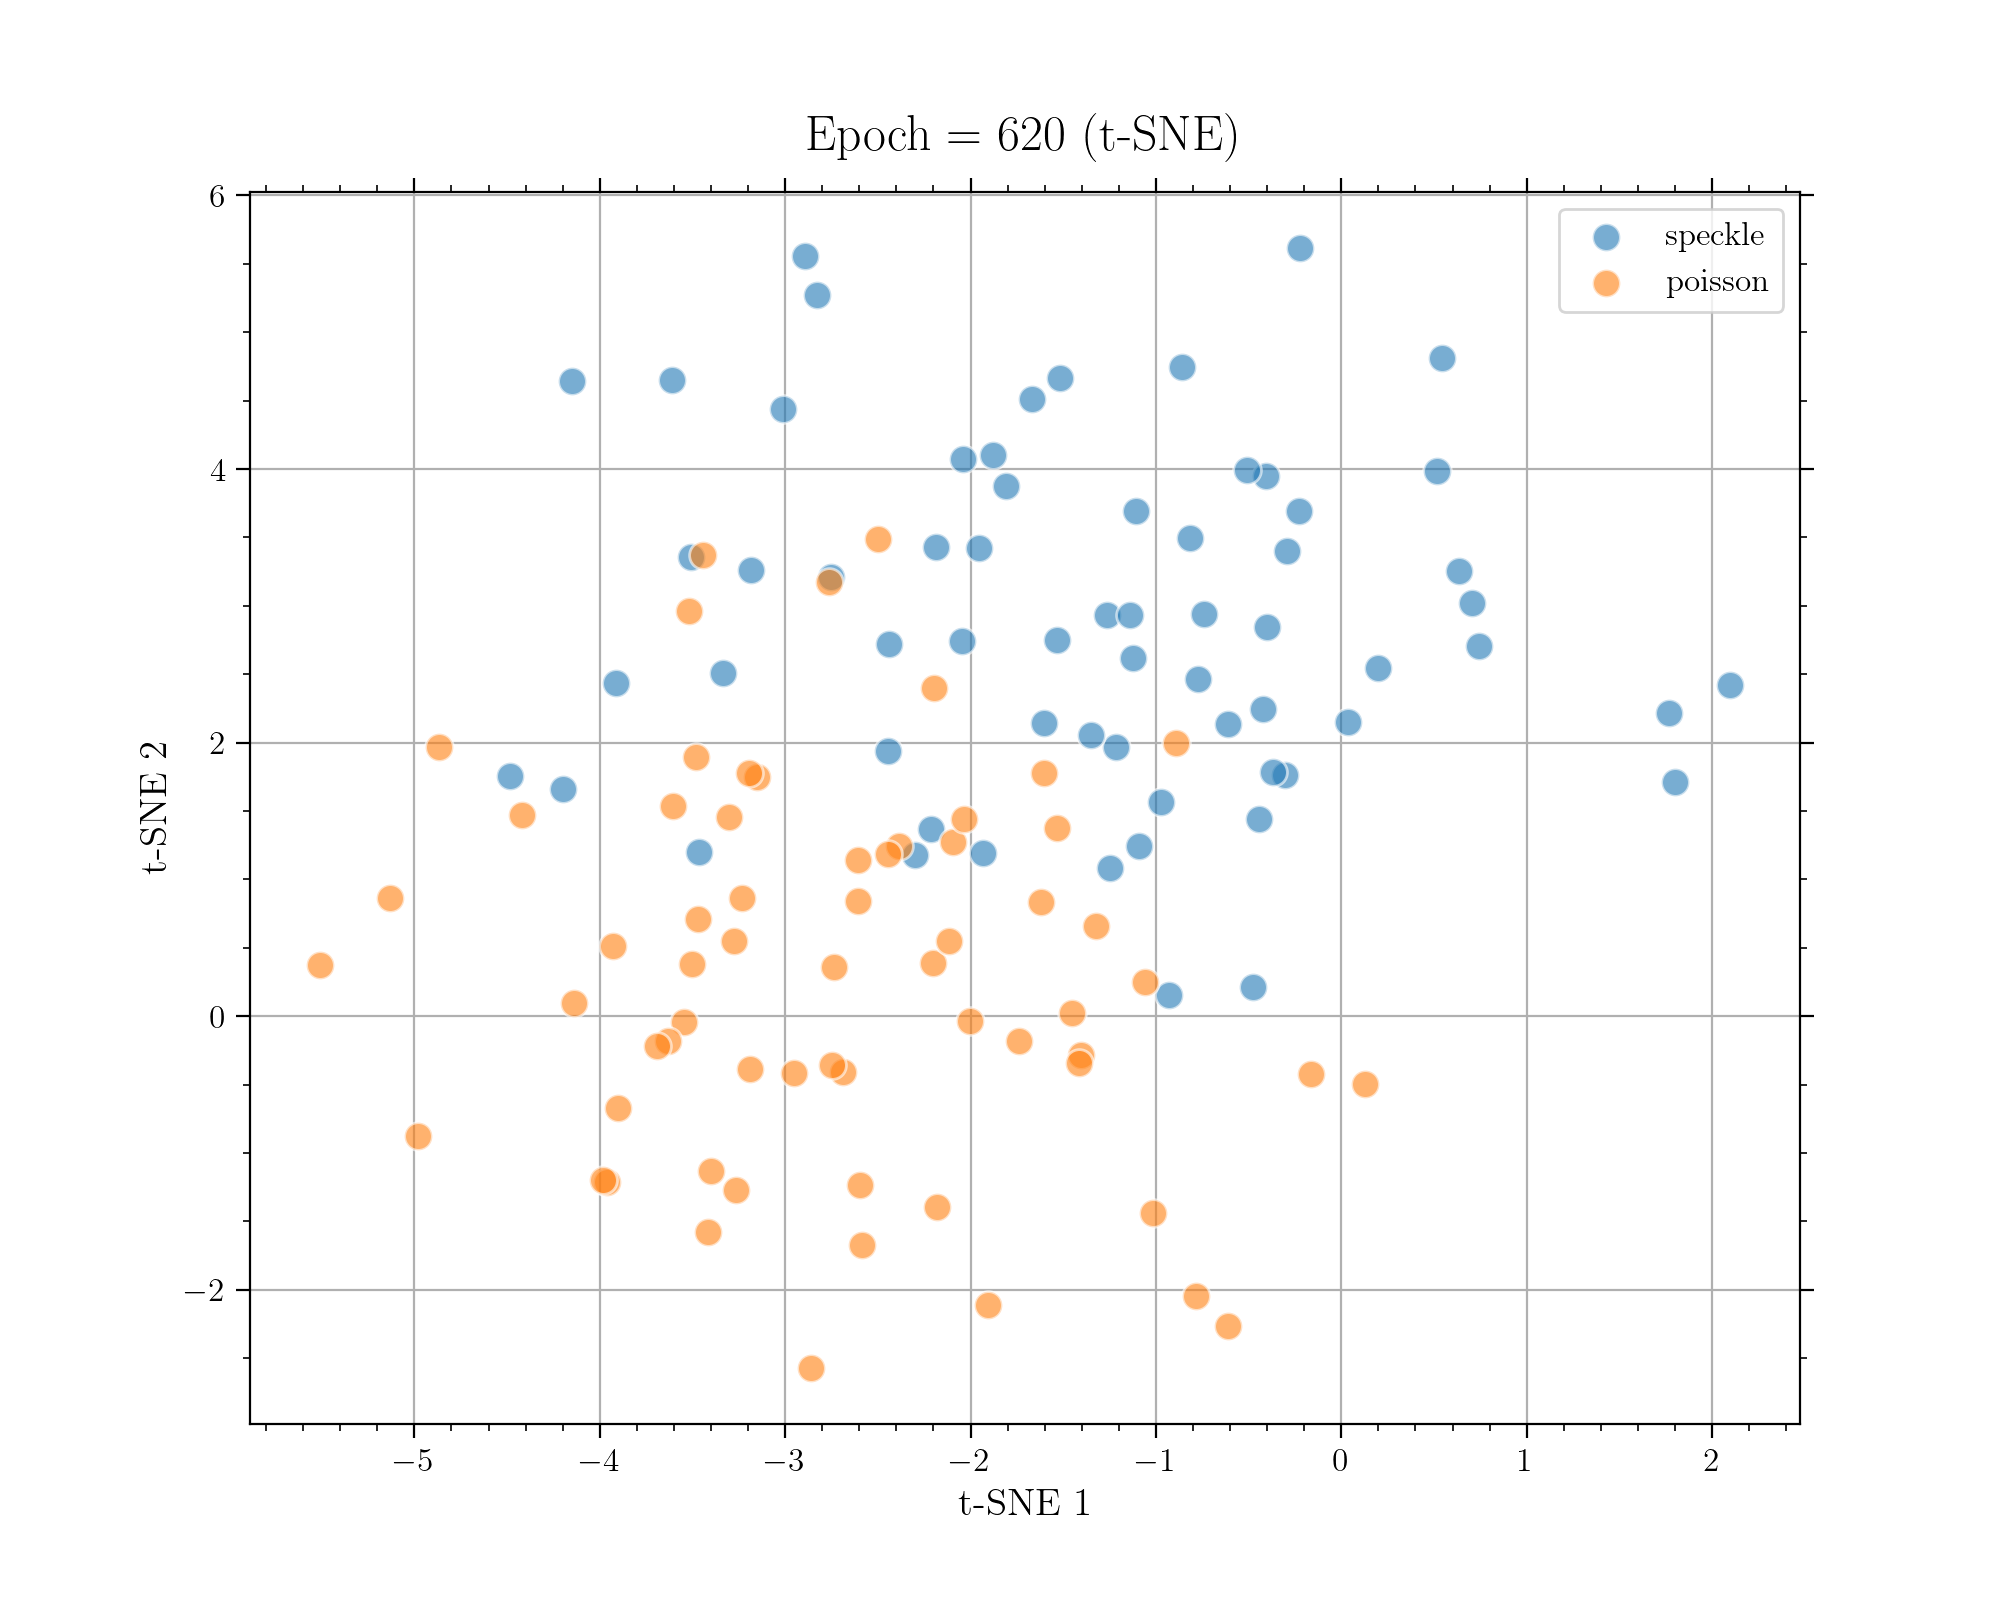 Epoch = 620 (t-SNE)
speckle
poisson
6
4
2
0
−2
t-SNE 2
−5 −4 −3 −2 −1 0 1 2
t-SNE 1